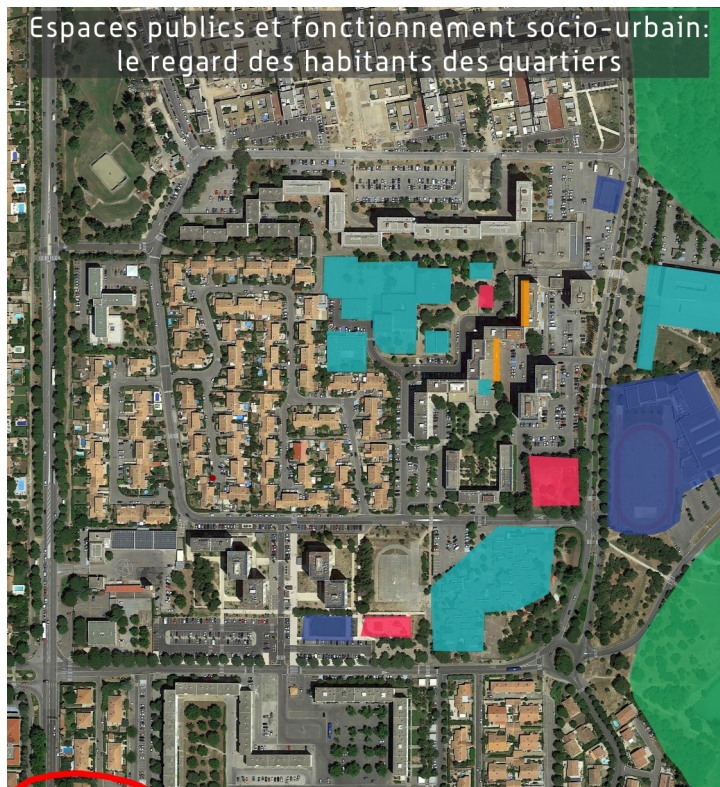 Espaces publics et fonctionnement socio-urbain:
le regard des habitants des quartiers